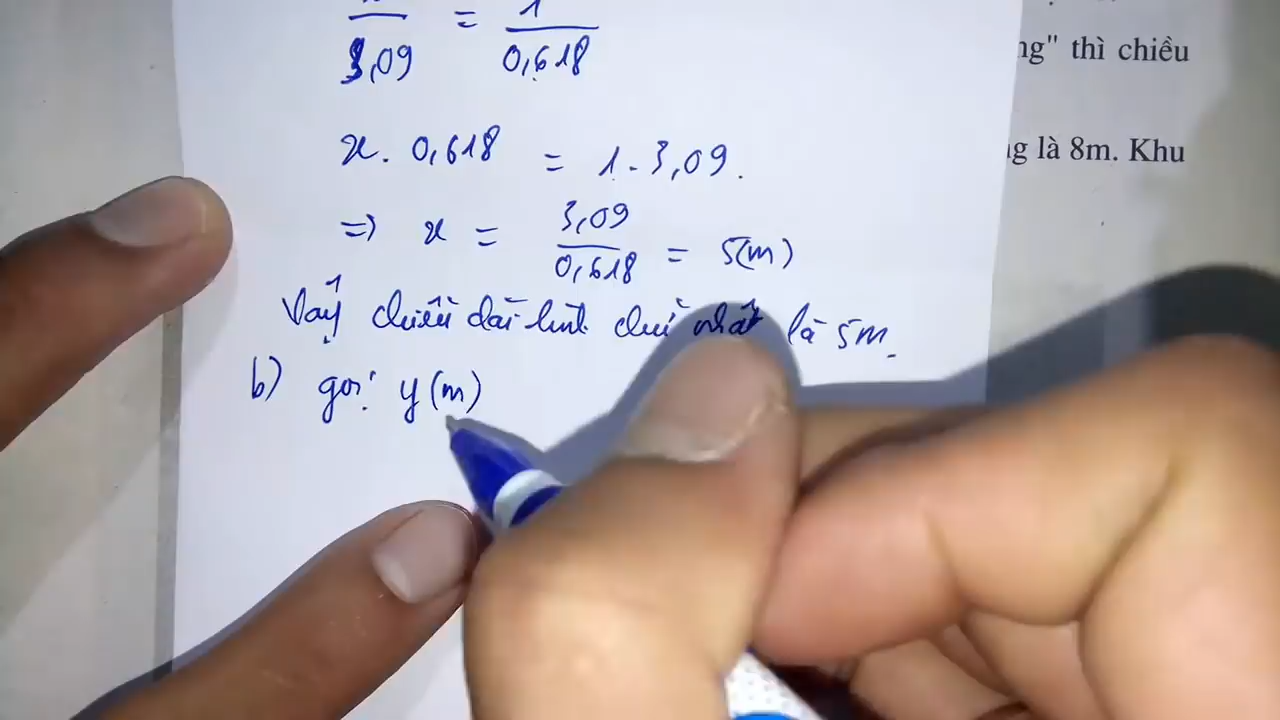 = 1
3,09 0,618
ng" thì chiều
x. 0,618 = 1.3,09.
ng là 8m. Khu
=> x = 3,09 / 0,618 = 5(m)
Vậy chiều dài hình chữ nhật là 5m.
b) gọi y(m)